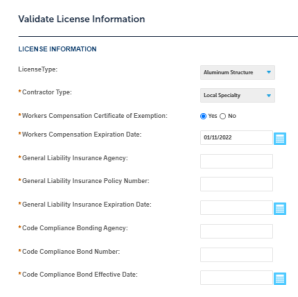 Validate License Information
LICENSE INFORMATION
LicenseType: Aluminum Structure
*Contractor Type: Local Specialty
*Workers Compensation Certificate of Exemption: Yes No
*Workers Compensation Expiration Date: 01/11/2022
*General Liability Insurance Agency:
*General Liability Insurance Policy Number:
*General Liability Insurance Expiration Date:
*Code Compliance Bonding Agency:
*Code Compliance Bond Number:
*Code Compliance Bond Effective Date: